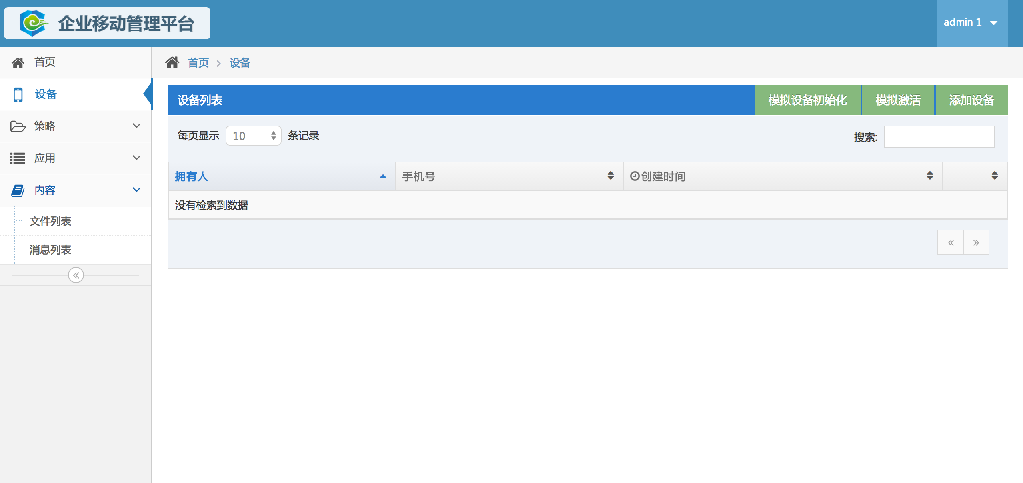 企业移动管理平台
admin 1
首页
设备
策略
应用
内容
文件列表
消息列表
首页 > 设备
设备列表
模拟设备初始化
模拟激活
添加设备
每页显示 10 条记录
搜索:
拥有人 手机号 创建时间
没有检索到数据
« »